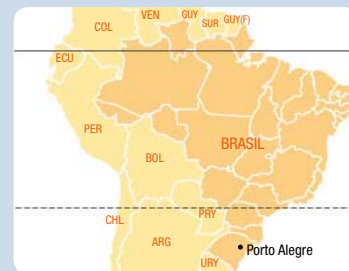 VEN
GUY
GUY(F)
COL
SUR
ECU
PER
BRASIL
BOL
CHL
PRY
ARG
Porto Alegre
URY